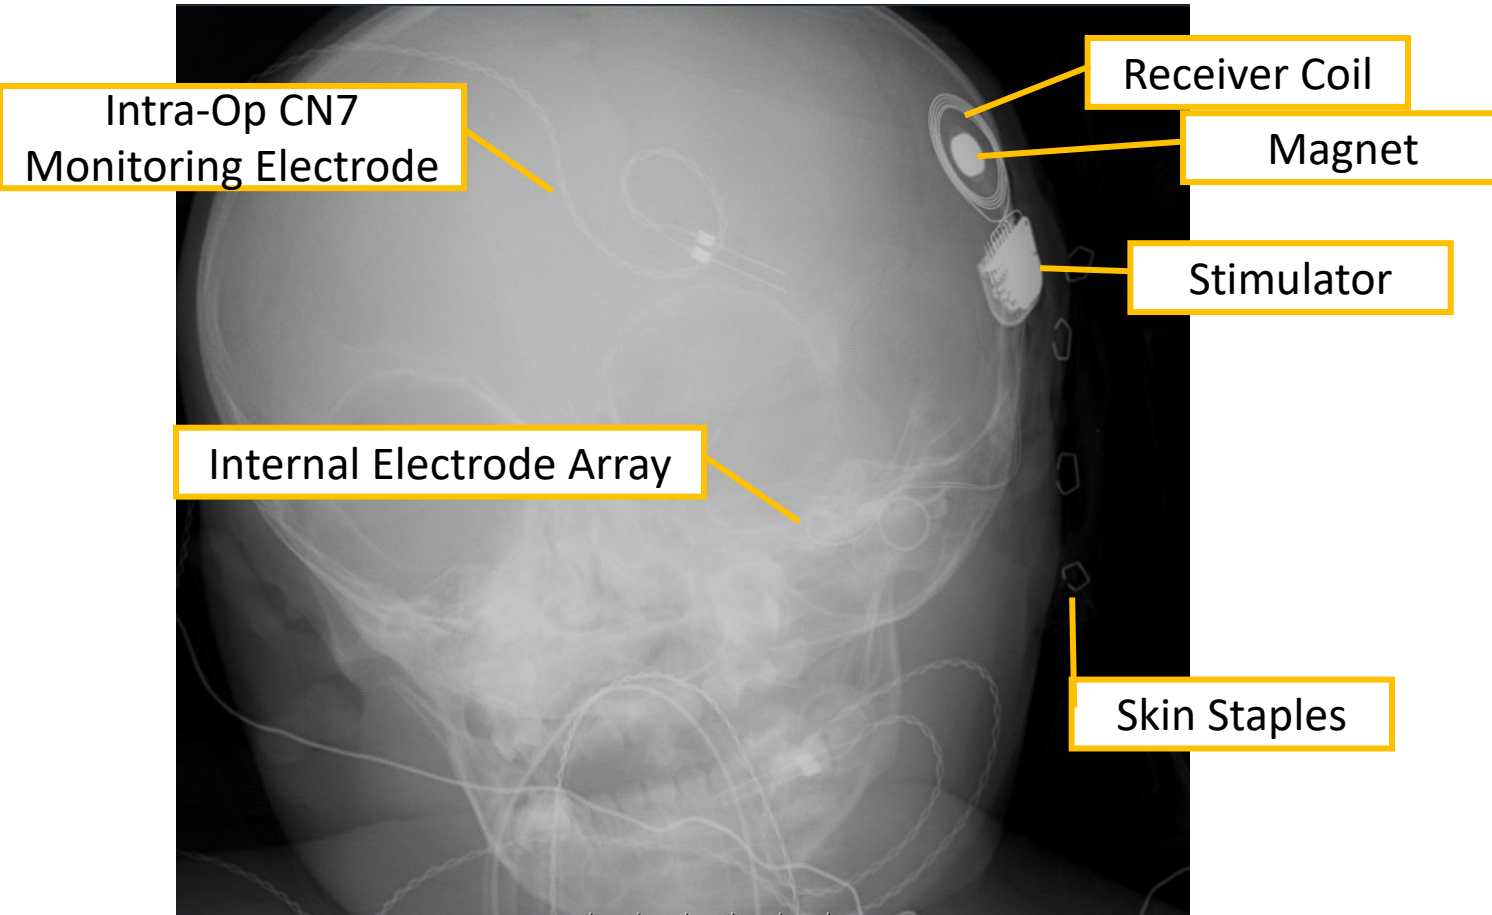 Receiver Coil
Intra-Op CN7
Monitoring Electrode
Magnet
Stimulator
Internal Electrode Array
Skin Staples